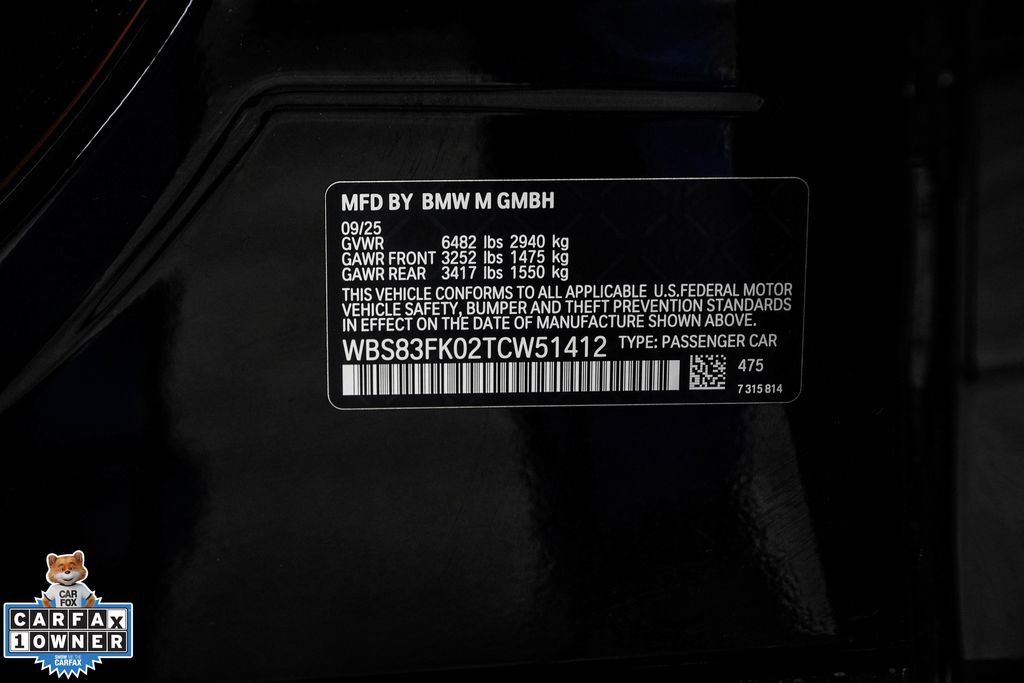 MFD BY BMW M GMBH
09/25
GVWR 6482 lbs 2940 kg
GAWR FRONT 3252 lbs 1475 kg
GAWR REAR 3417 lbs 1550 kg
THIS VEHICLE CONFORMS TO ALL APPLICABLE U.S.FEDERAL MOTOR
VEHICLE SAFETY, BUMPER AND THEFT PREVENTION STANDARDS
IN EFFECT ON THE DATE OF MANUFACTURE SHOWN ABOVE.
WBS83FK02TCW51412 TYPE: PASSENGER CAR
475
7 315 814
CAR
FOX
CARFAX
1 OWNER
SHOW ME THE
CARFAX